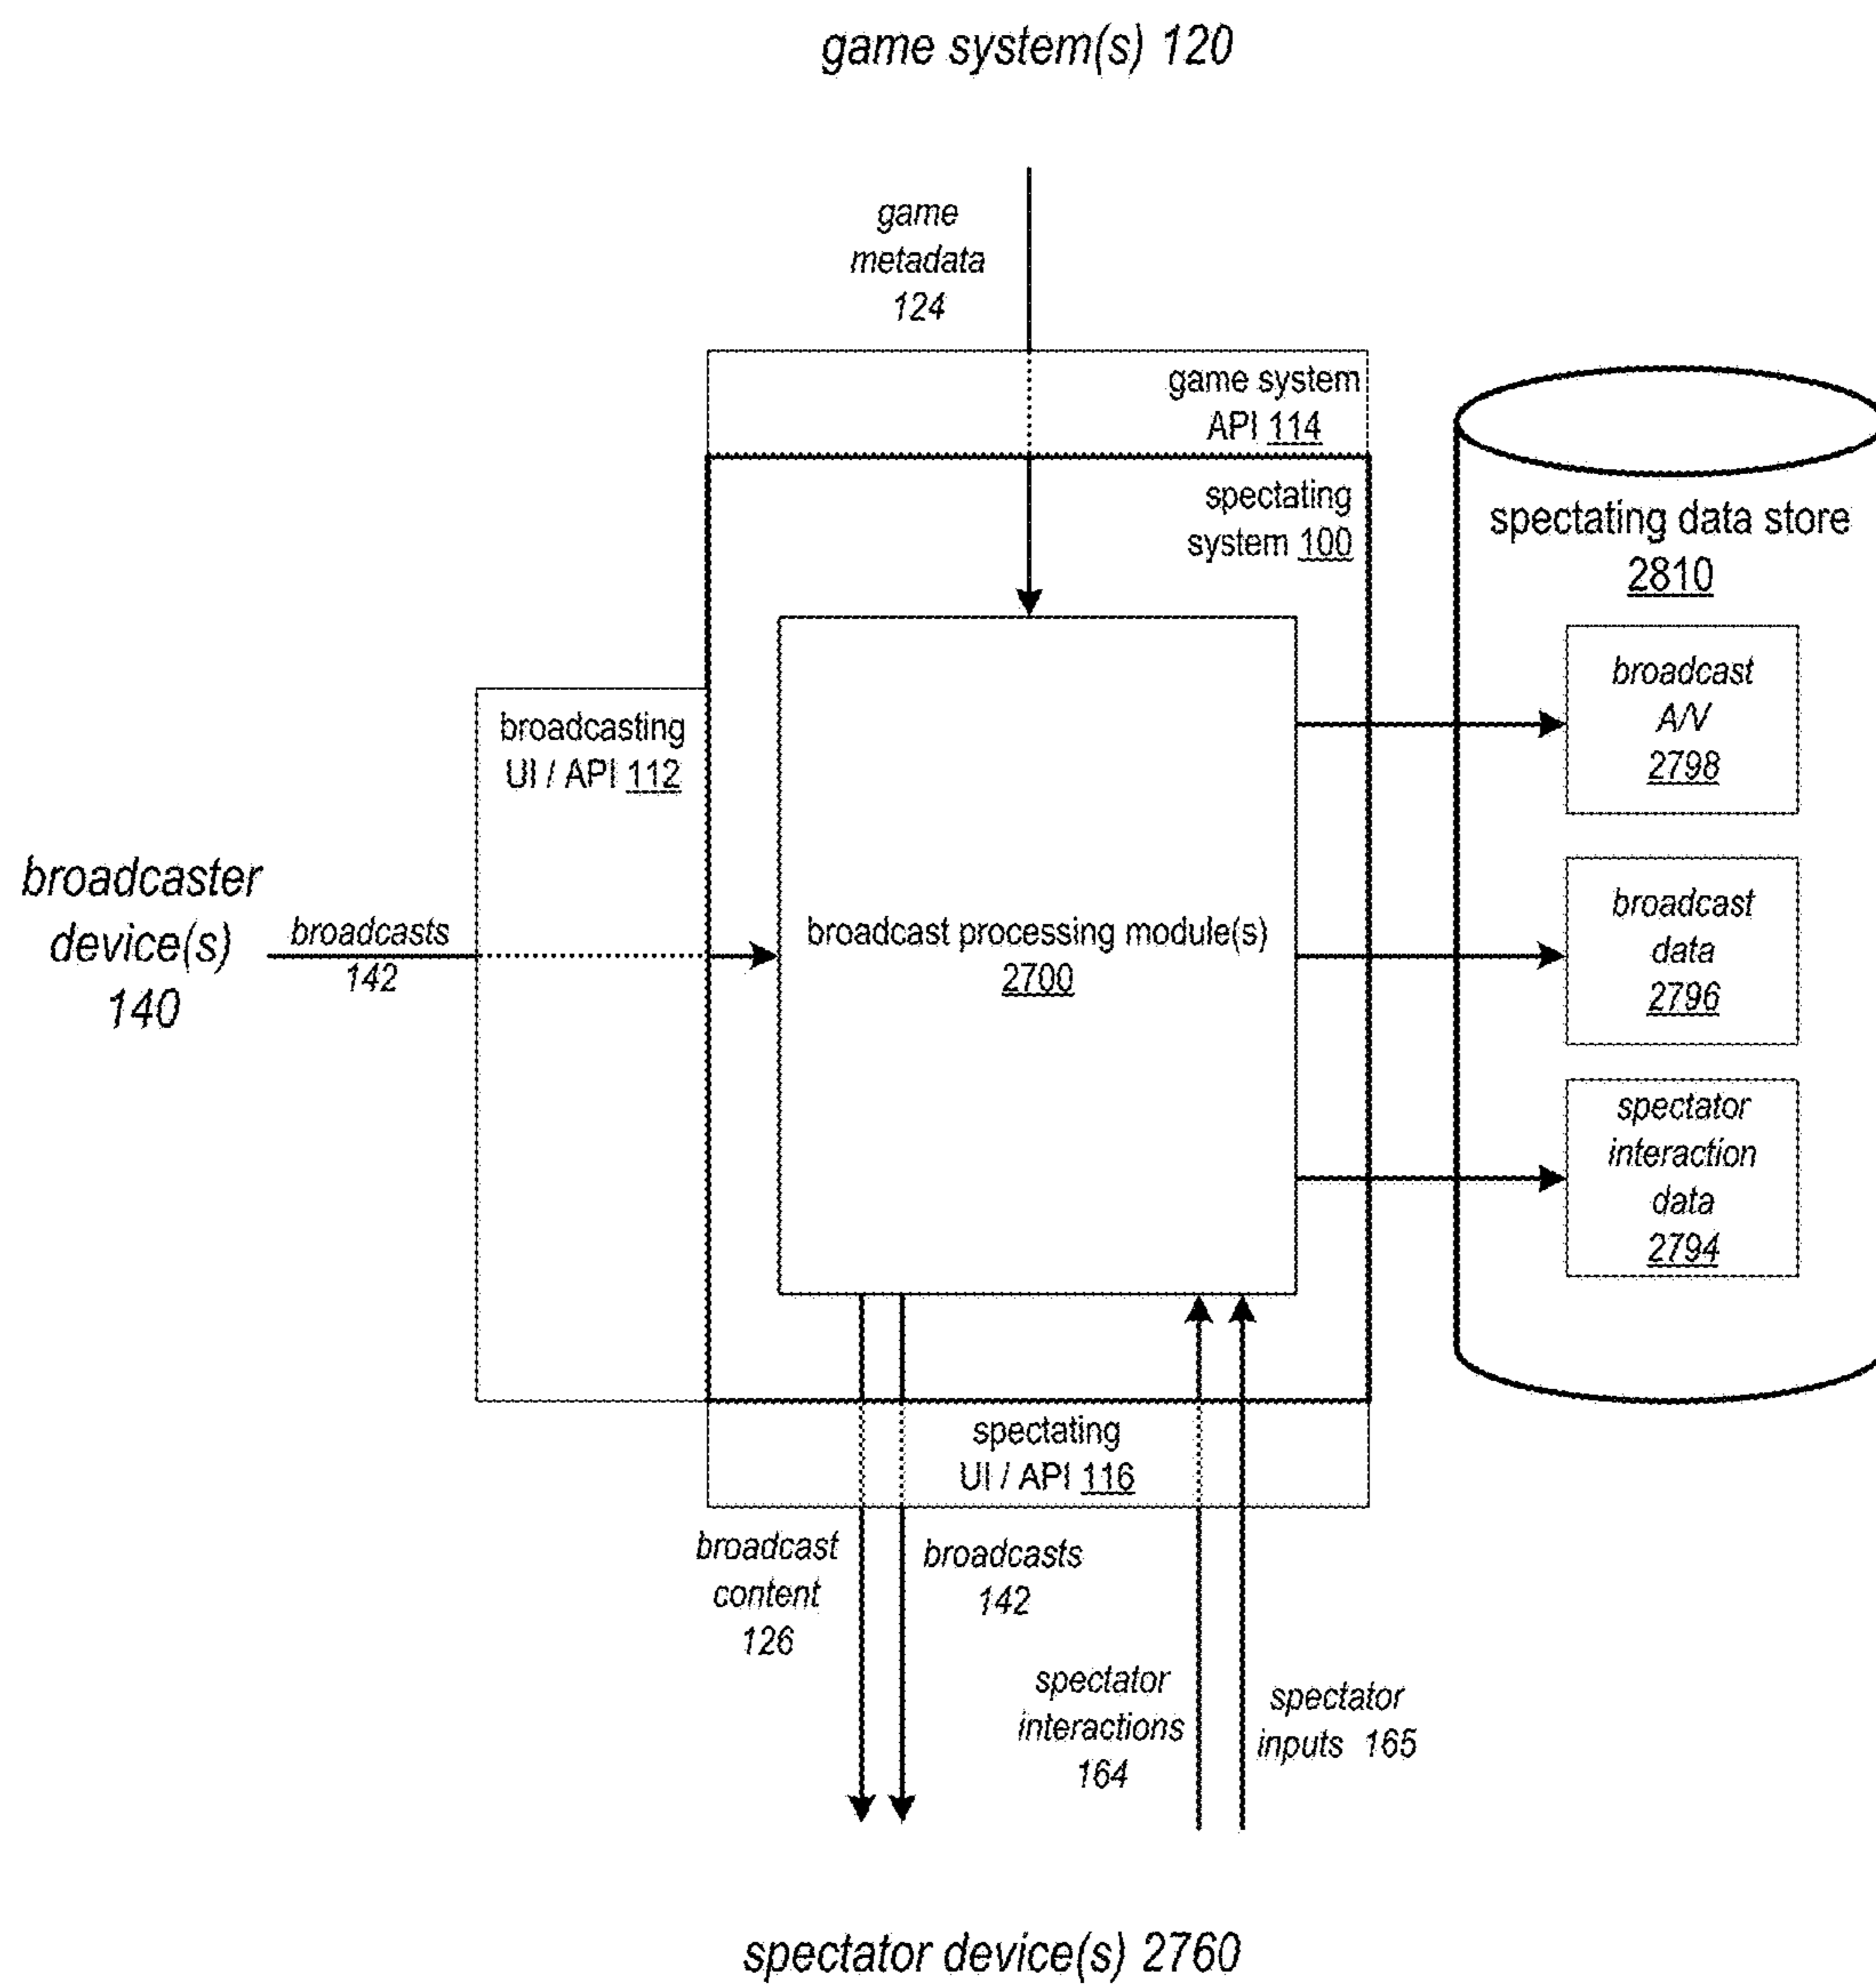 game system(s) 120
game
metadata
124
game system
API 114
spectating
system 100
spectating data store
2810
broadcast
A/V
2798
broadcasting
UI / API 112
broadcaster
device(s)
140
broadcasts
142
broadcast processing module(s)
2700
broadcast
data
2796
spectator
interaction
data
2794
spectating
UI / API 116
broadcast
content
126
broadcasts
142
spectator
interactions
164
spectator
inputs 165
spectator device(s) 2760